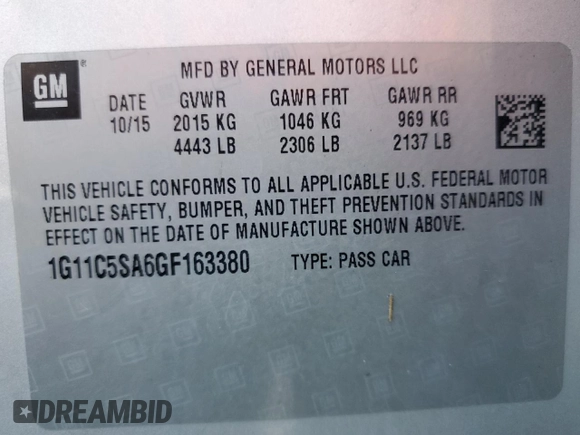 GM ®
MFD BY GENERAL MOTORS LLC
DATE GVWR GAWR FRT GAWR RR
10/15 2015 KG 1046 KG 969 KG
4443 LB 2306 LB 2137 LB
THIS VEHICLE CONFORMS TO ALL APPLICABLE U.S. FEDERAL MOTOR
VEHICLE SAFETY, BUMPER, AND THEFT PREVENTION STANDARDS IN
EFFECT ON THE DATE OF MANUFACTURE SHOWN ABOVE.
1G11C5SA6GF163380 TYPE: PASS CAR
DREAMBID